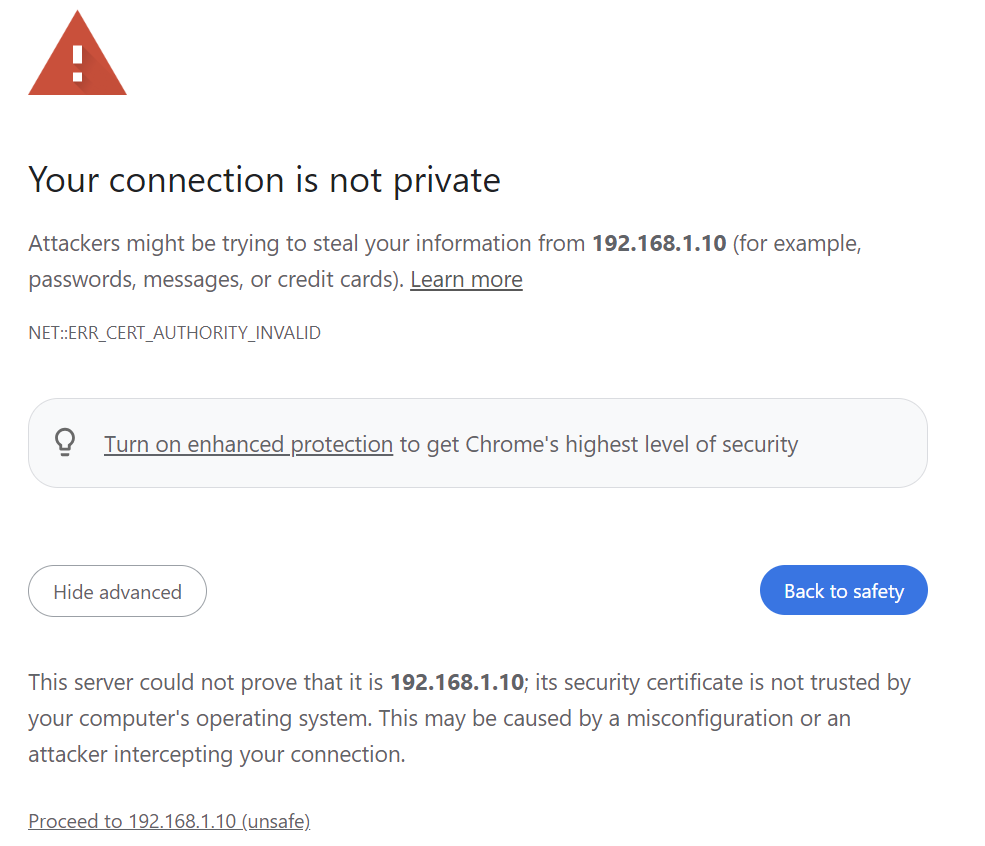 Your connection is not private
Attackers might be trying to steal your information from 192.168.1.10 (for example,
passwords, messages, or credit cards). Learn more
NET::ERR_CERT_AUTHORITY_INVALID
Turn on enhanced protection to get Chrome's highest level of security
Hide advanced
Back to safety
This server could not prove that it is 192.168.1.10; its security certificate is not trusted by
your computer's operating system. This may be caused by a misconfiguration or an
attacker intercepting your connection.
Proceed to 192.168.1.10 (unsafe)